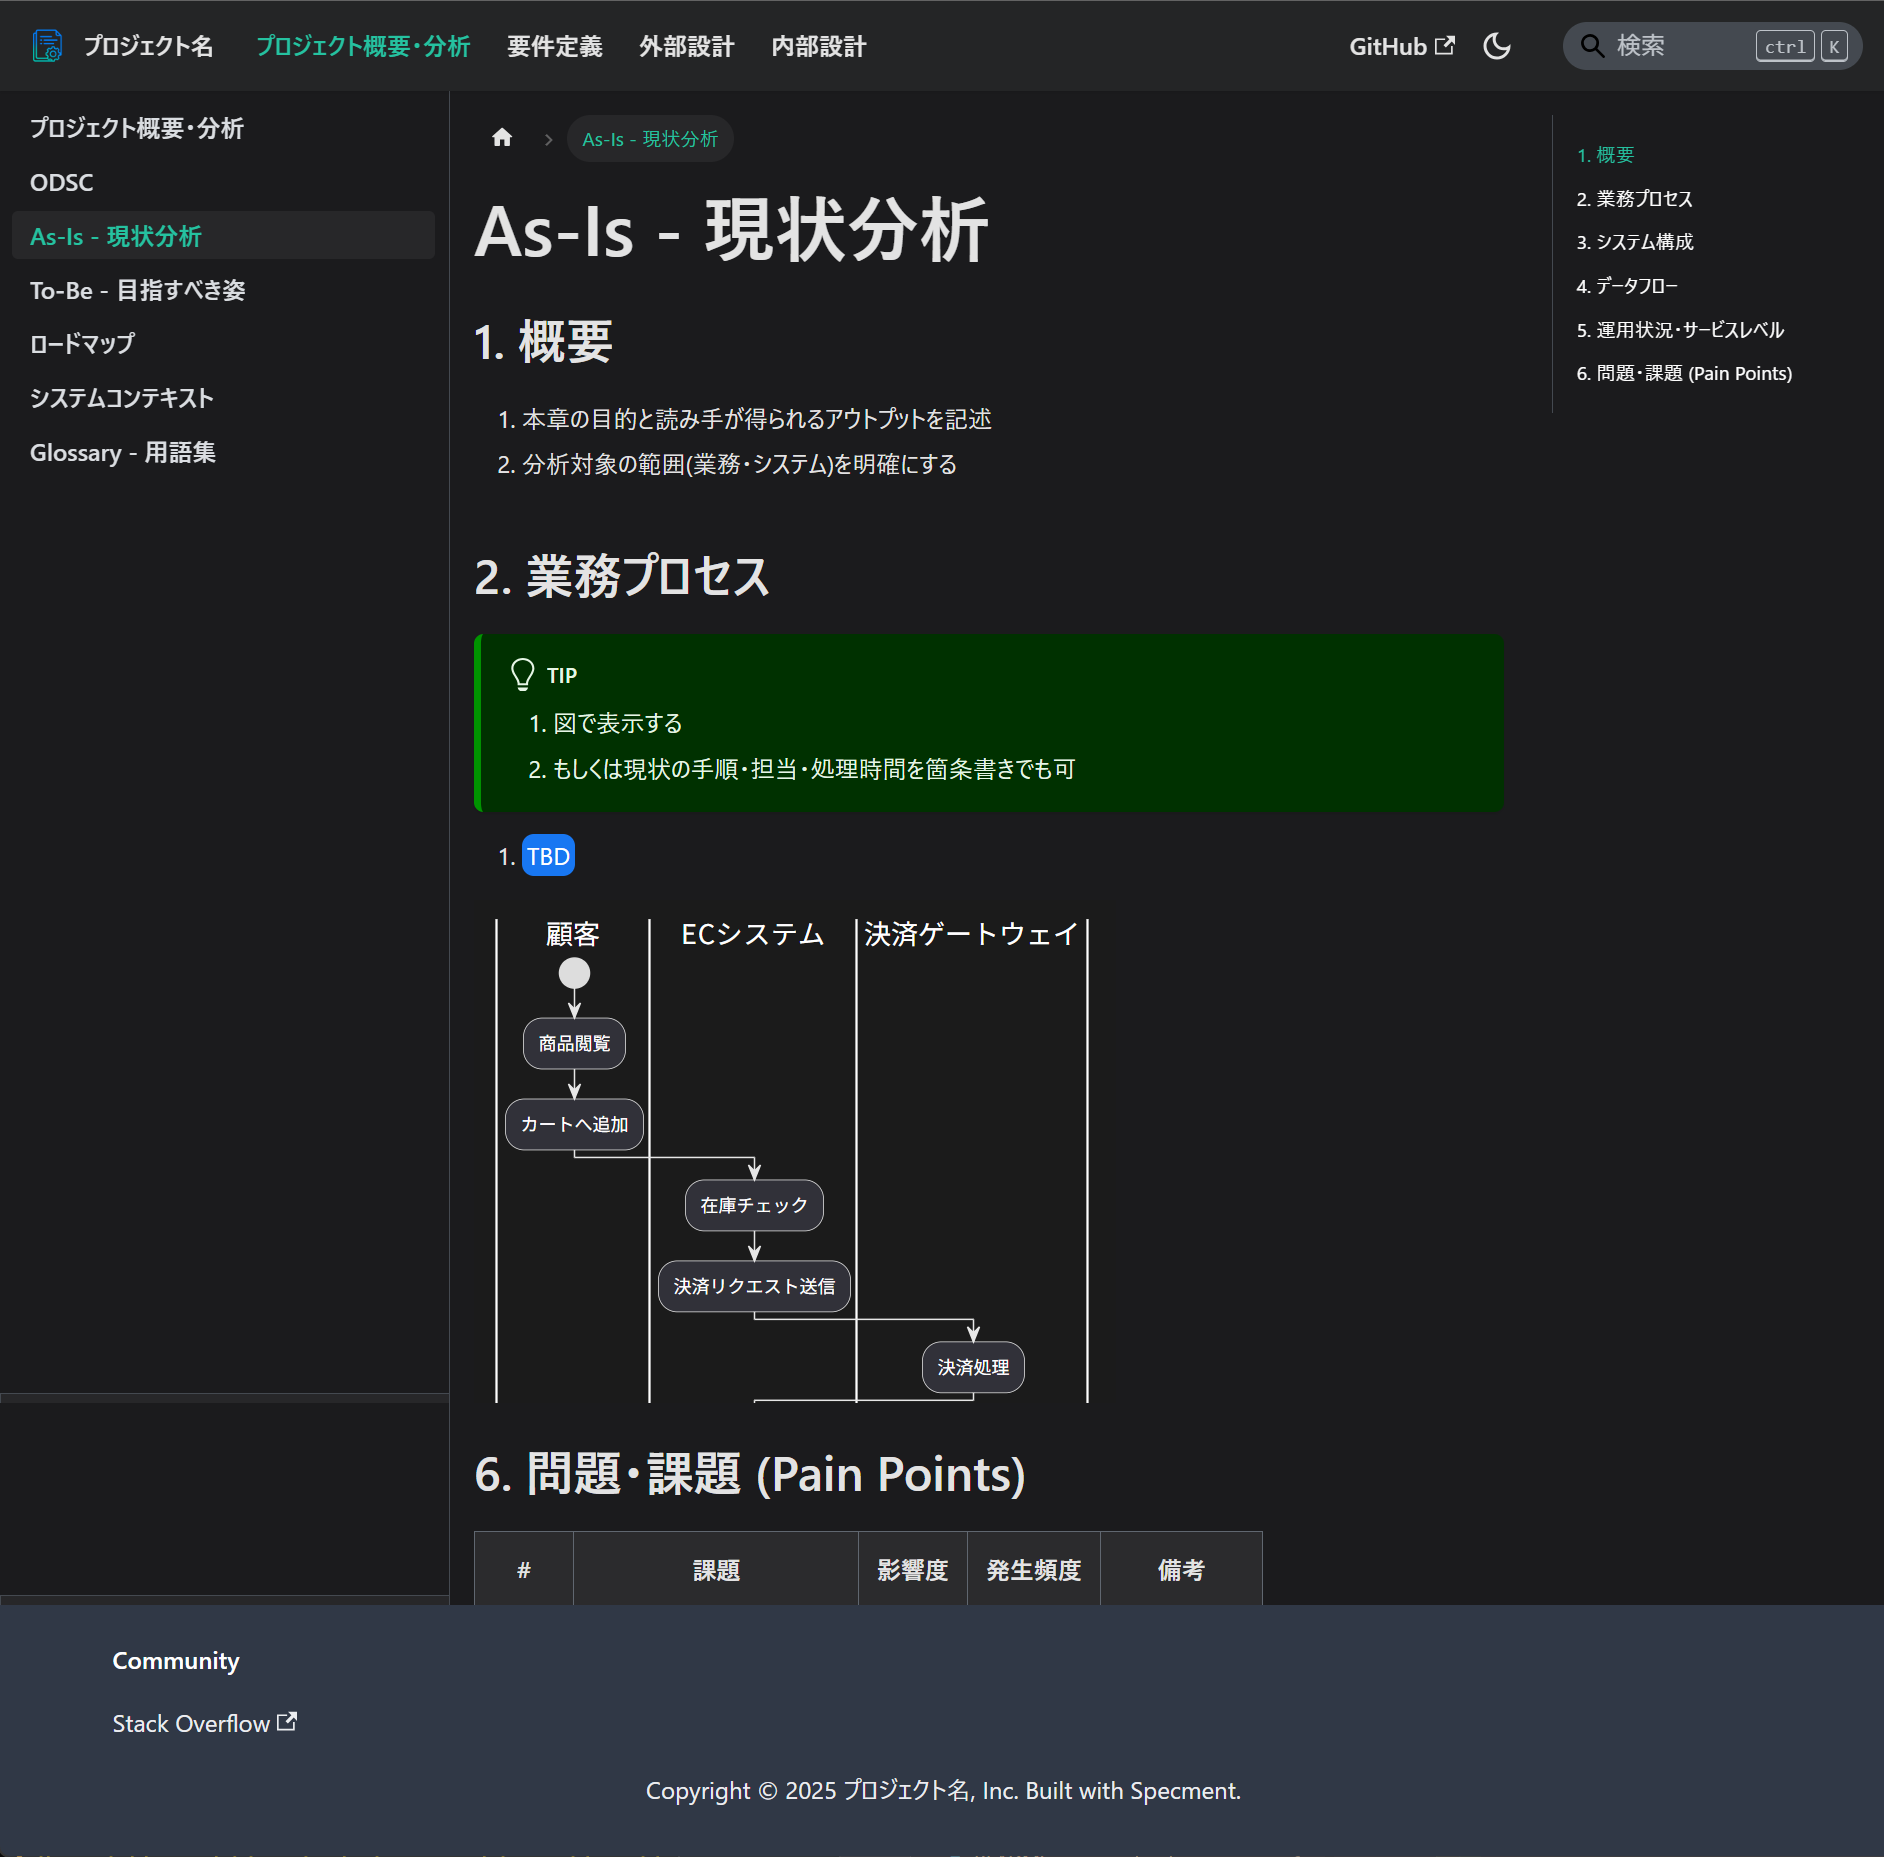 プロジェクト名 プロジェクト概要・分析 要件定義 外部設計 内部設計 GitHub 検索 ctrl K
プロジェクト概要・分析
ODSC
As-Is - 現状分析
To-Be - 目指すべき姿
ロードマップ
システムコンテキスト
Glossary - 用語集
As-Is - 現状分析
As-Is - 現状分析
1. 概要
1. 本章の目的と読み手が得られるアウトプットを記述
2. 分析対象の範囲(業務・システム)を明確にする
2. 業務プロセス
TIP
1. 図で表示する
2. もしくは現状の手順・担当・処理時間を箇条書きでも可
1. TBD
顧客 ECシステム 決済ゲートウェイ
商品閲覧
カートへ追加
在庫チェック
決済リクエスト送信
決済処理
6. 問題・課題 (Pain Points)
# 課題 影響度 発生頻度 備考
1. 概要
2. 業務プロセス
3. システム構成
4. データフロー
5. 運用状況・サービスレベル
6. 問題・課題 (Pain Points)
Community
Stack Overflow
Copyright © 2025 プロジェクト名, Inc. Built with Specment.